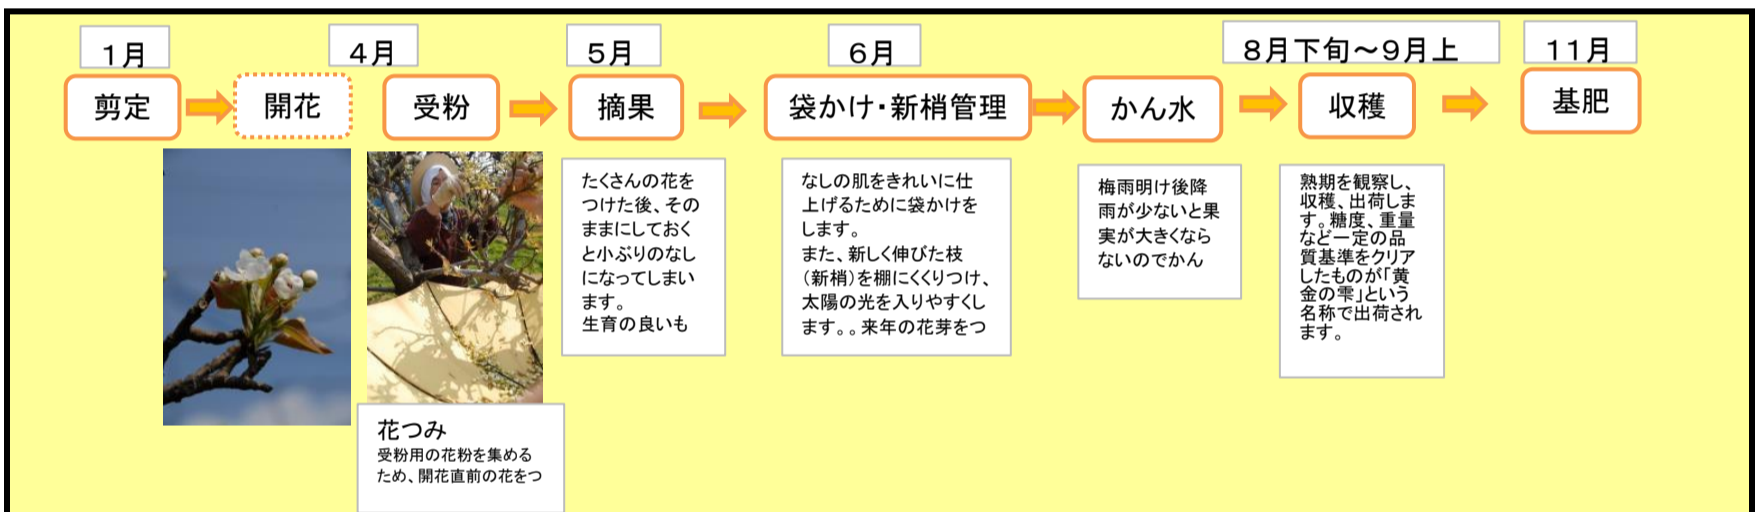 1月
4月
5月
6月
8月下旬～9月上
11月
剪定
開花
受粉
摘果
袋かけ・新梢管理
かん水
収穫
基肥
花つみ
受粉用の花粉を集める
ため、開花直前の花をつ
たくさんの花を
つけた後、その
ままにしておく
と小ぶりのなし
になってしまい
ます。
生育の良いも
なしの肌をきれいに仕
上げるために袋かけを
します。
また、新しく伸びた枝
（新梢）を棚にくくりつけ、
太陽の光を入りやすくし
ます。。来年の花芽をつ
梅雨明け後降
雨が少ないと果
実が大きくなら
ないのでかん
熟期を観察し、
収穫、出荷しま
す。糖度、重量
など一定の品
質基準をクリア
したものが「黄
金の雫」という
名称で出荷され
ます。